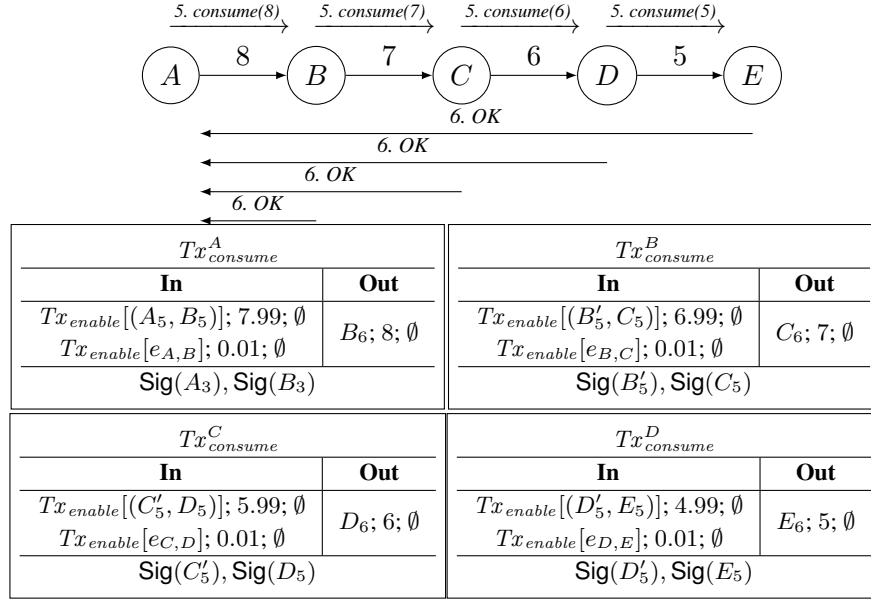 5. consume(8) 5. consume(7) 5. consume(6) 5. consume(5)
A 8 B 7 C 6 D 5 E
6. OK
6. OK
6. OK
6. OK
Tx^A_consume
In Out
Tx_enable[(A_5, B_5)]; 7.99; ∅
B_6; 8; ∅
Tx_enable[e_{A,B}]; 0.01; ∅
Sig(A_3), Sig(B_3)
Tx^B_consume
In Out
Tx_enable[(B'_5, C_5)]; 6.99; ∅
C_6; 7; ∅
Tx_enable[e_{B,C}]; 0.01; ∅
Sig(B'_5), Sig(C_5)
Tx^C_consume
In Out
Tx_enable[(C'_5, D_5)]; 5.99; ∅
D_6; 6; ∅
Tx_enable[e_{C,D}]; 0.01; ∅
Sig(C'_5), Sig(D_5)
Tx^D_consume
In Out
Tx_enable[(D'_5, E_5)]; 4.99; ∅
E_6; 5; ∅
Tx_enable[e_{D,E}]; 0.01; ∅
Sig(D'_5), Sig(E_5)